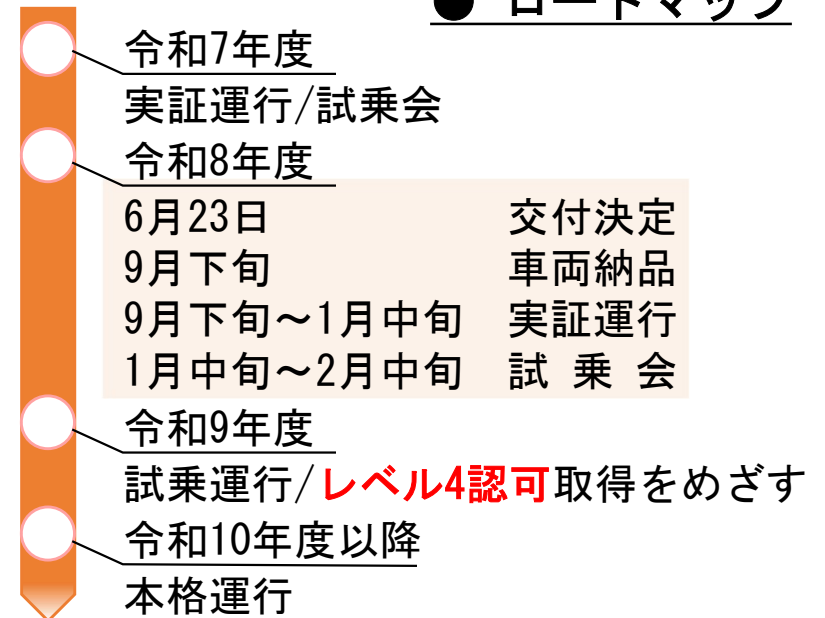 ● ロードマップ
令和7年度
実証運行/試乗会
令和8年度
6月23日 交付決定
9月下旬 車両納品
9月下旬～1月中旬 実証運行
1月中旬～2月中旬 試 乗 会
令和9年度
試乗運行/レベル4認可取得をめざす
令和10年度以降
本格運行